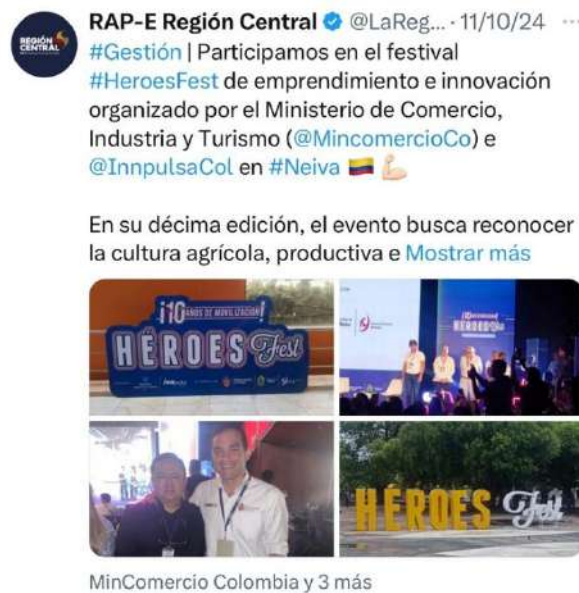 RAP-E Región Central @LaReg... · 11/10/24 ...
REGIÓN
CENTRAL
#Gestión | Participamos en el festival
#HeroesFest de emprendimiento e innovación
organizado por el Ministerio de Comercio,
Industria y Turismo (@MincomercioCo) e
@InnpulsaCol en #Neiva 🇨🇴 💪🏻
En su décima edición, el evento busca reconocer
la cultura agrícola, productiva e Mostrar más
¡10 AÑOS DE MOVILIZACIÓN!
HÉROES Fest
HÉROES Fest
HÉROES Fest
MinComercio Colombia y 3 más